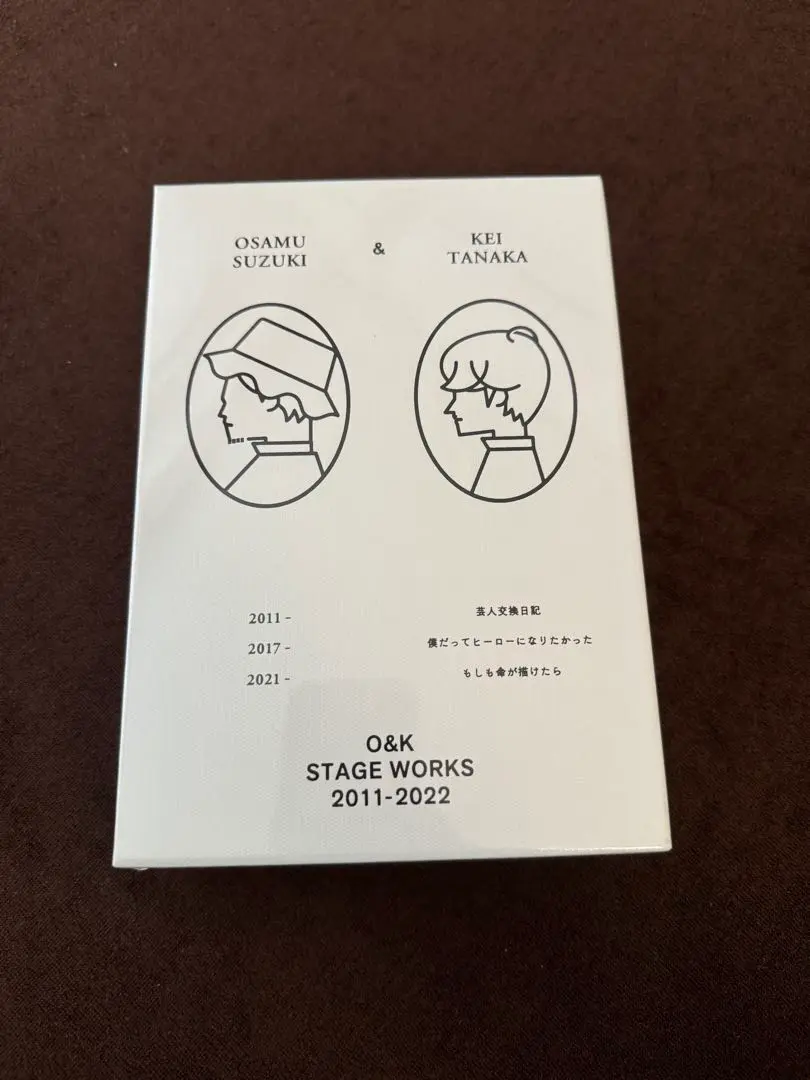 OSAMU
SUZUKI
&
KEI
TANAKA
2011 - 芸人交換日記
2017 - 僕だってヒーローになりたかった
2021 - もしも命が描けたら
O&K
STAGE WORKS
2011-2022